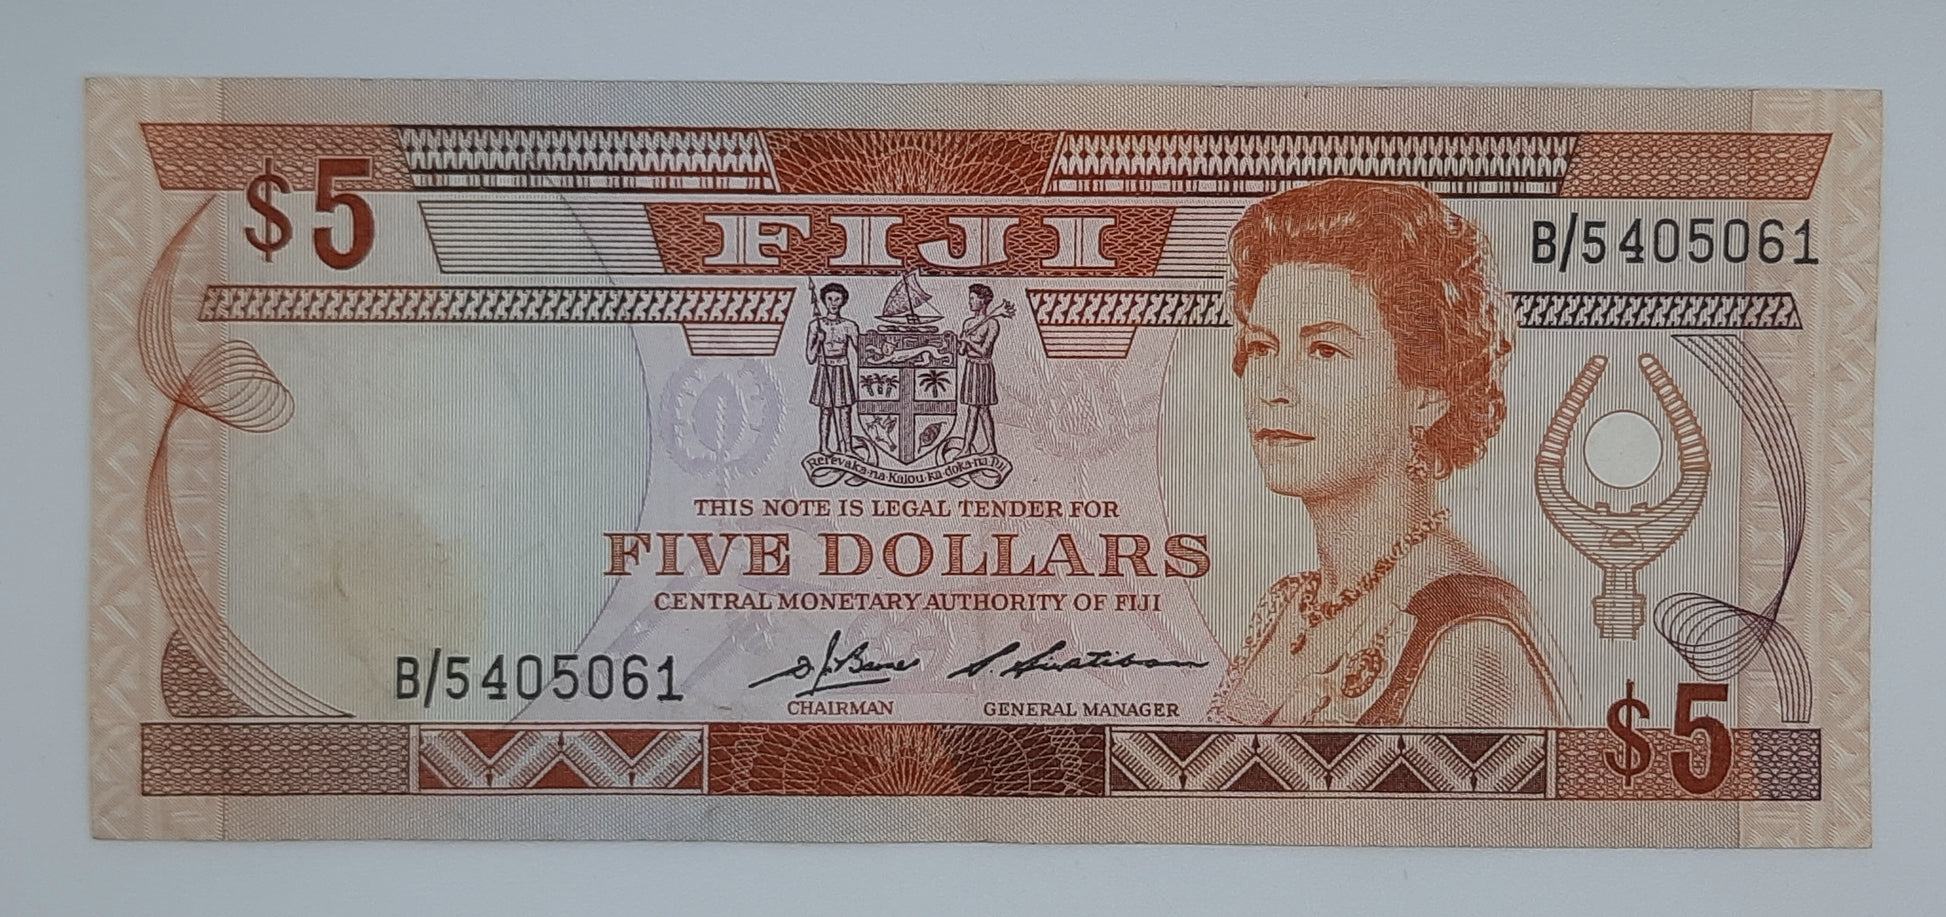 $5
FIJI
B/5405061
Rerevaka·na·Kalou·ka·doka·na·Tui
THIS NOTE IS LEGAL TENDER FOR
FIVE DOLLARS
CENTRAL MONETARY AUTHORITY OF FIJI
B/5405061
CHAIRMAN
GENERAL MANAGER
$5